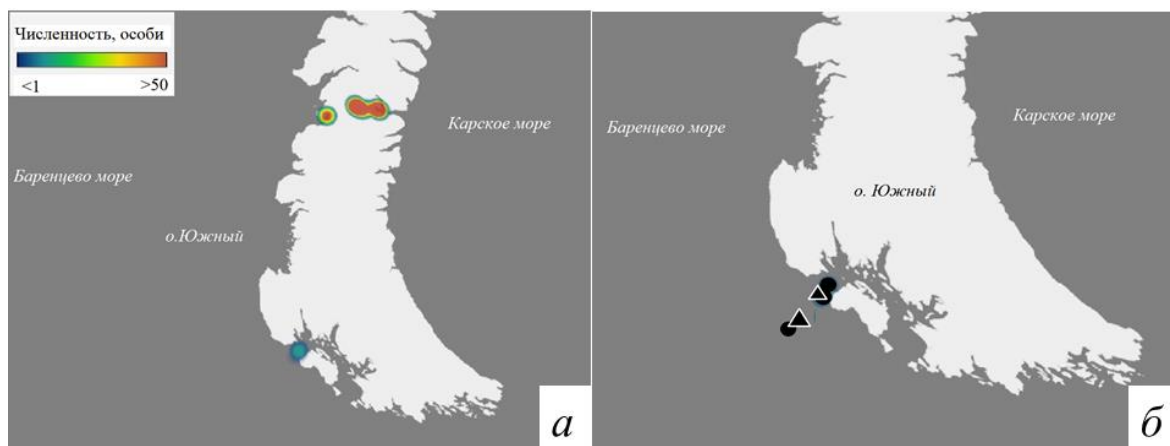 Численность, особи
<1 >50
Карское море
Баренцево море
о.Южный
а
Баренцево море
Карское море
о. Южный
б